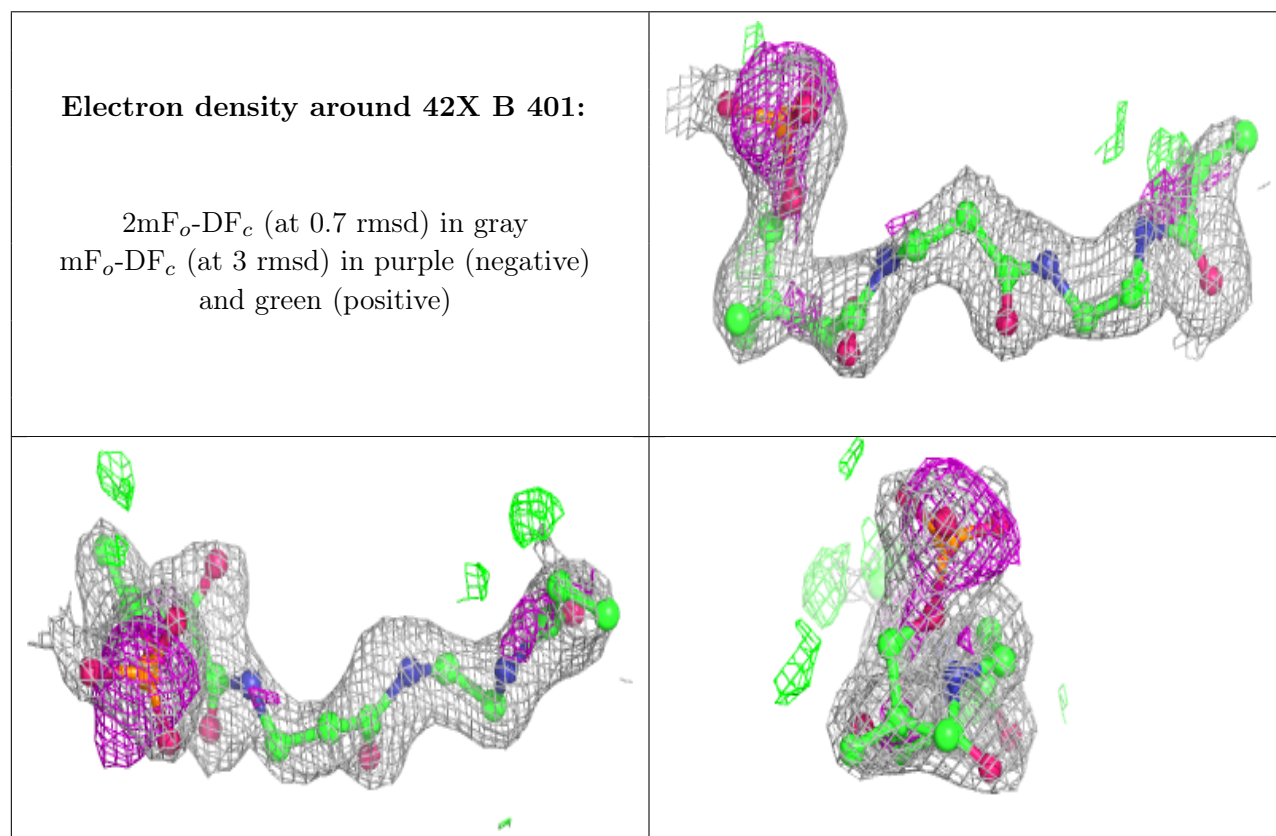 Electron density around 42X B 401:
2mFₒ-DF𝒸 (at 0.7 rmsd) in gray
mFₒ-DF𝒸 (at 3 rmsd) in purple (negative)
and green (positive)